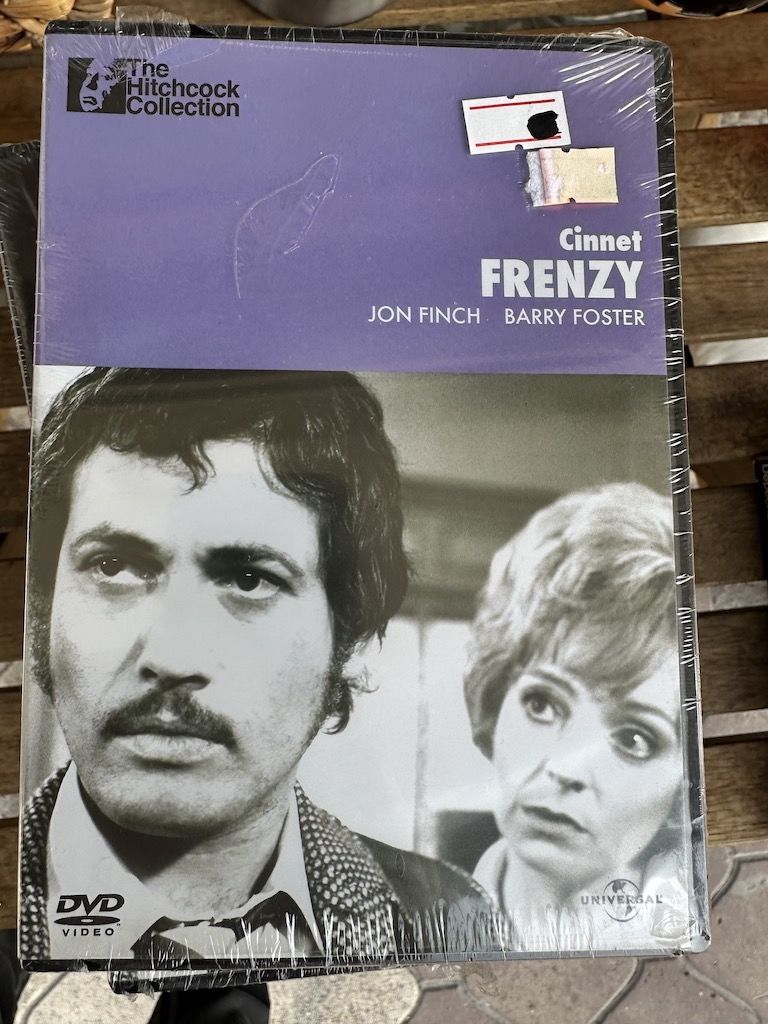 The
Hitchcock
Collection
Cinnet
FRENZY
JON FINCH BARRY FOSTER
DVD
VIDEO
UNIVERSAL